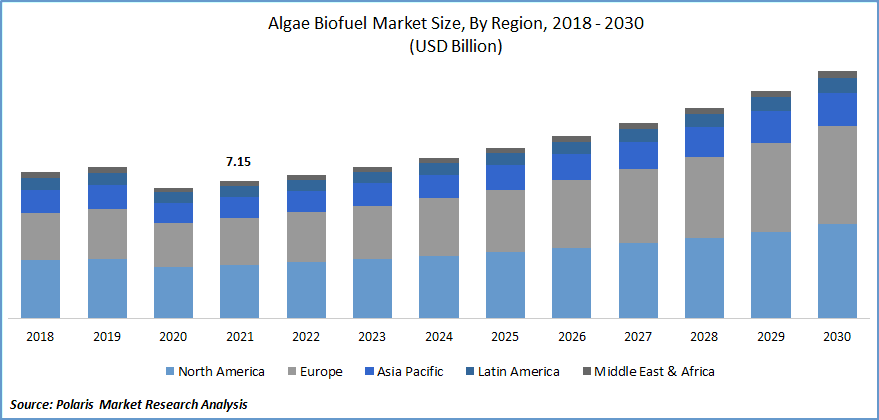 Algae Biofuel Market Size, By Region, 2018 - 2030
(USD Billion)
7.15
2018 2019 2020 2021 2022 2023 2024 2025 2026 2027 2028 2029 2030
North America Europe Asia Pacific Latin America Middle East & Africa
Source: Polaris Market Research Analysis